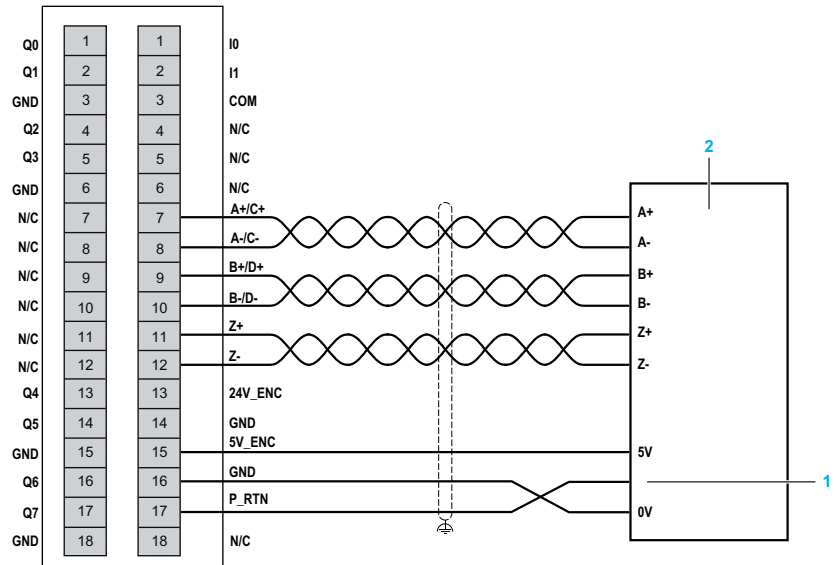 Q0 1 1 I0
Q1 2 2 I1
GND 3 3 COM
Q2 4 4 N/C
Q3 5 5 N/C
GND 6 6 N/C
N/C 7 7 A+/C+ A+
N/C 8 8 A-/C- A-
N/C 9 9 B+/D+ B+
N/C 10 10 B-/D- B-
N/C 11 11 Z+ Z+
N/C 12 12 Z- Z-
Q4 13 13 24V_ENC
Q5 14 14 GND
GND 15 15 5V_ENC 5V
Q6 16 16 GND 1
Q7 17 17 P_RTN 0V
GND 18 18 N/C
2